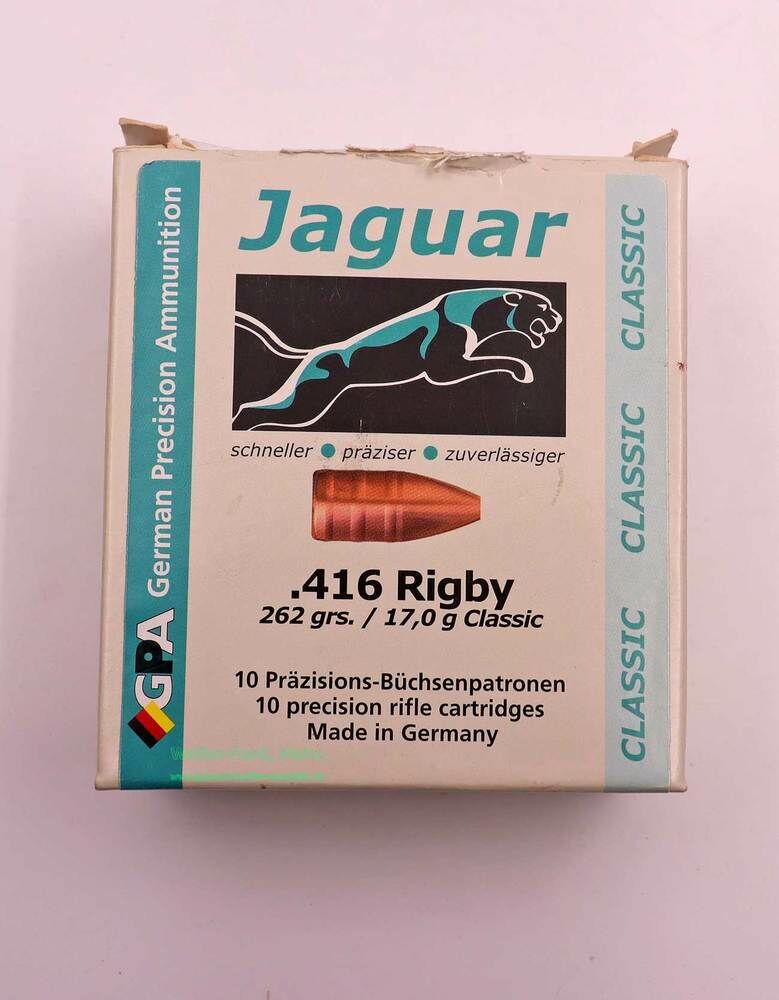 Jaguar
schneller ● präziser ● zuverlässiger
.416 Rigby
262 grs. / 17,0 g Classic
10 Präzisions-Büchsenpatronen
10 precision rifle cartridges
Made in Germany
GPA German Precision Ammunition
CLASSIC CLASSIC CLASSIC